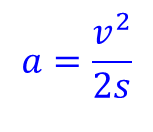 a = v²/2s